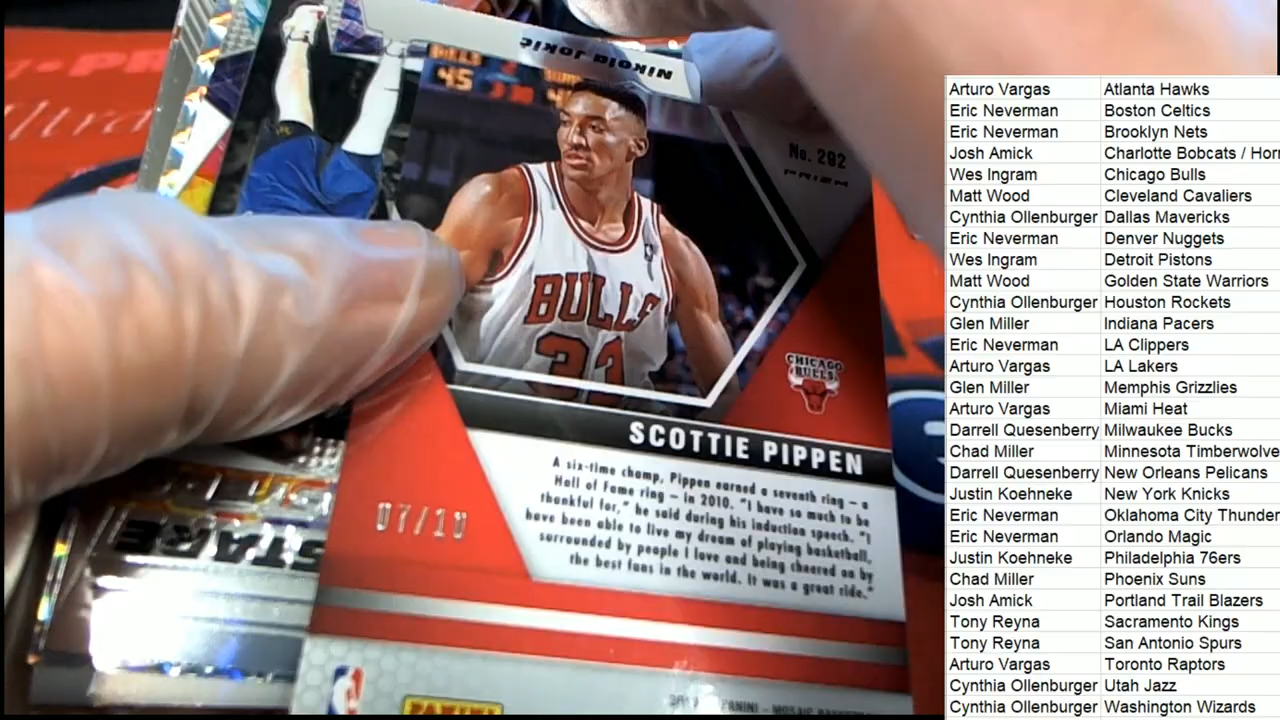 Nikola Jokic
BULLS
45
No. 282
PRIZM
BULLS
33
CHICAGO
BULLS
SCOTTIE PIPPEN
A six-time champ, Pippen earned a seventh ring – a
Hall of Fame ring – in 2010. "I have so much to be
thankful for," he said during his induction speech. "I
have been able to live my dream of playing basketball,
surrounded by people I love and being cheered on by
the best fans in the world. It was a great ride."
07/10
STARE
PANINI
PANINI - MOSAIC
Arturo Vargas Atlanta Hawks
Eric Neverman Boston Celtics
Eric Neverman Brooklyn Nets
Josh Amick Charlotte Bobcats / Horn
Wes Ingram Chicago Bulls
Matt Wood Cleveland Cavaliers
Cynthia Ollenburger Dallas Mavericks
Eric Neverman Denver Nuggets
Wes Ingram Detroit Pistons
Matt Wood Golden State Warriors
Cynthia Ollenburger Houston Rockets
Glen Miller Indiana Pacers
Eric Neverman LA Clippers
Arturo Vargas LA Lakers
Glen Miller Memphis Grizzlies
Arturo Vargas Miami Heat
Darrell Quesenberry Milwaukee Bucks
Chad Miller Minnesota Timberwolve
Darrell Quesenberry New Orleans Pelicans
Justin Koehneke New York Knicks
Eric Neverman Oklahoma City Thunder
Eric Neverman Orlando Magic
Justin Koehneke Philadelphia 76ers
Chad Miller Phoenix Suns
Josh Amick Portland Trail Blazers
Tony Reyna Sacramento Kings
Tony Reyna San Antonio Spurs
Arturo Vargas Toronto Raptors
Cynthia Ollenburger Utah Jazz
Cynthia Ollenburger Washington Wizards